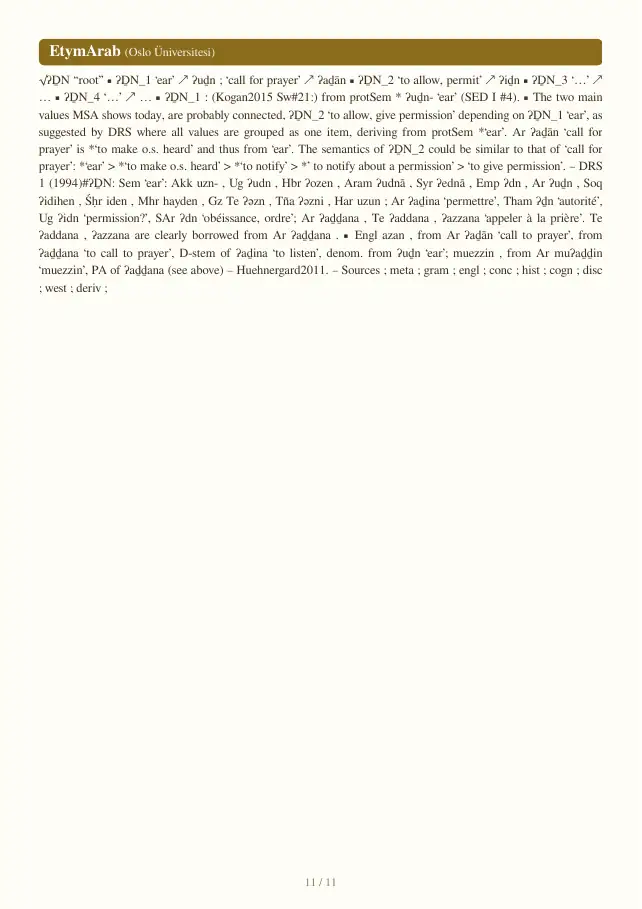 EtymArab (Oslo Üniversitesi)
√ʔḎN “root” ▪ ʔḎN_1 ‘ear’ ↗ ʔuḏn ; ‘call for prayer’ ↗ ʔaḏān ▪ ʔḎN_2 ‘to allow, permit’ ↗ ʔiḏn ▪ ʔḎN_3 ‘…’ ↗
… ▪ ʔḎN_4 ‘…’ ↗ … ▪ ʔḎN_1 : (Kogan2015 Sw#21:) from protSem * ʔuḏn- ‘ear’ (SED I #4). ▪ The two main
values MSA shows today, are probably connected, ʔḎN_2 ‘to allow, give permission’ depending on ʔḎN_1 ‘ear’, as
suggested by DRS where all values are grouped as one item, deriving from protSem *‘ear’. Ar ʔaḏān ‘call for
prayer’ is *‘to make o.s. heard’ and thus from ‘ear’. The semantics of ʔḎN_2 could be similar to that of ‘call for
prayer’: *‘ear’ > *‘to make o.s. heard’ > *‘to notify’ > *’ to notify about a permission’ > ‘to give permission’. – DRS
1 (1994)#ʔḎN: Sem ‘ear’: Akk uzn- , Ug ʔudn , Hbr ʔozen , Aram ʔudnā , Syr ʔednā , Emp ʔdn , Ar ʔuḏn , Soq
ʔidihen , Śḥr iden , Mhr hayden , Gz Te ʔəzn , Tña ʔəzni , Har uzun ; Ar ʔaḏina ‘permettre’, Tham ʔḏn ‘autorité’,
Ug ʔidn ‘permission?’, SAr ʔḏn ‘obéissance, ordre’; Ar ʔaḏḏana , Te ʔaddana , ʔazzana ‘appeler à la prière’. Te
ʔaddana , ʔazzana are clearly borrowed from Ar ʔaḏḏana . ▪ Engl azan , from Ar ʔaḏān ‘call to prayer’, from
ʔaḏḏana ‘to call to prayer’, D-stem of ʔaḏina ‘to listen’, denom. from ʔuḏn ‘ear’; muezzin , from Ar muʔaḏḏin
‘muezzin’, PA of ʔaḏḏana (see above) – Huehnergard2011. – Sources ; meta ; gram ; engl ; conc ; hist ; cogn ; disc
; west ; deriv ;
11 / 11